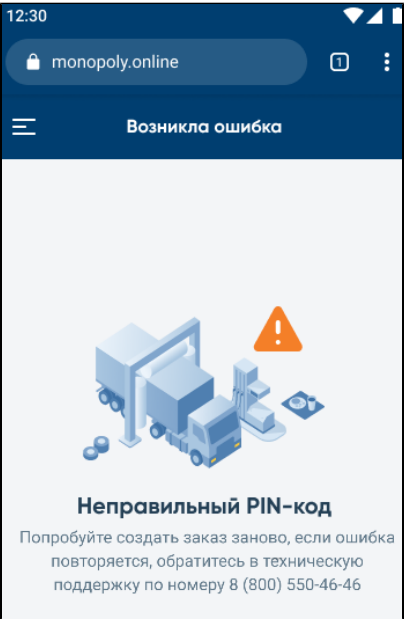 12:30
monopoly.online
1
Возникла ошибка
Неправильный PIN-код
Попробуйте создать заказ заново, если ошибка
повторяется, обратитесь в техническую
поддержку по номеру 8 (800) 550-46-46